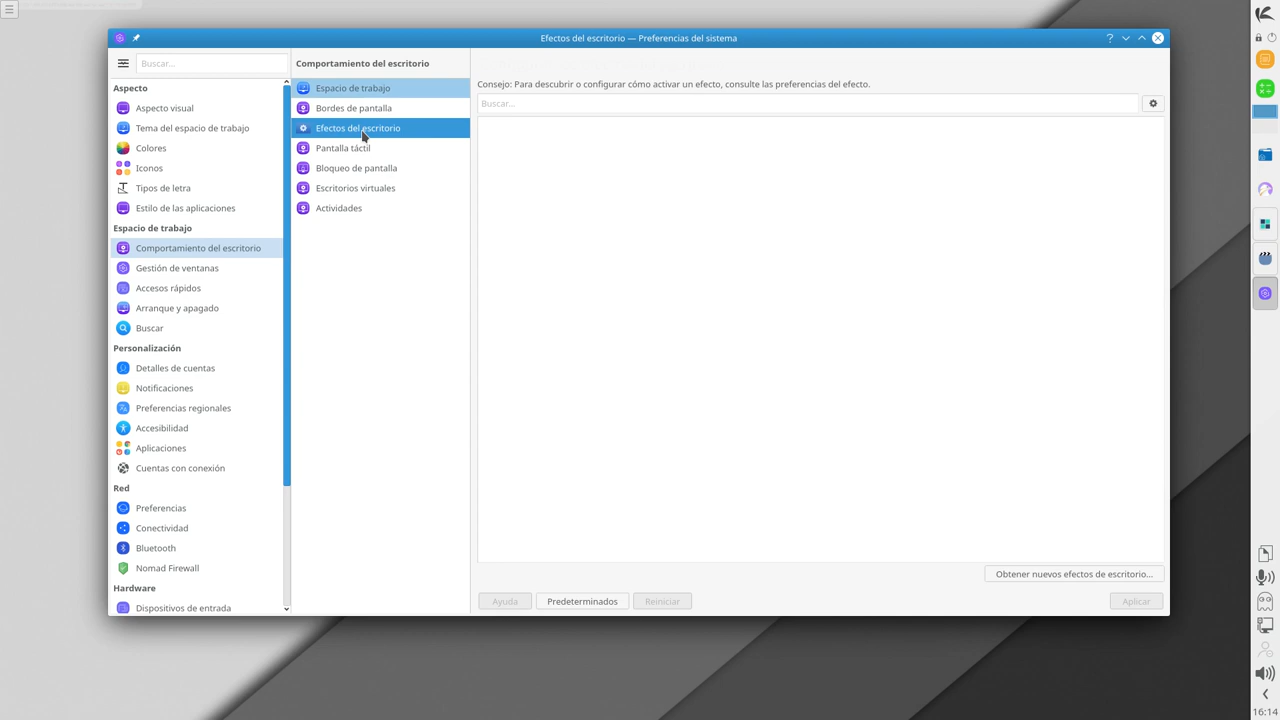 Efectos del escritorio — Preferencias del sistema
?
Buscar...
Aspecto
Aspecto visual
Tema del espacio de trabajo
Colores
Iconos
Tipos de letra
Estilo de las aplicaciones
Espacio de trabajo
Comportamiento del escritorio
Gestión de ventanas
Accesos rápidos
Arranque y apagado
Buscar
Personalización
Detalles de cuentas
Notificaciones
Preferencias regionales
Accesibilidad
Aplicaciones
Cuentas con conexión
Red
Preferencias
Conectividad
Bluetooth
Nomad Firewall
Hardware
Dispositivos de entrada
Comportamiento del escritorio
Espacio de trabajo
Bordes de pantalla
Efectos del escritorio
Pantalla táctil
Bloqueo de pantalla
Escritorios virtuales
Actividades
Consejo: Para descubrir o configurar cómo activar un efecto, consulte las preferencias del efecto.
Buscar...
Obtener nuevos efectos de escritorio...
Ayuda
Predeterminados
Reiniciar
Aplicar
16:14